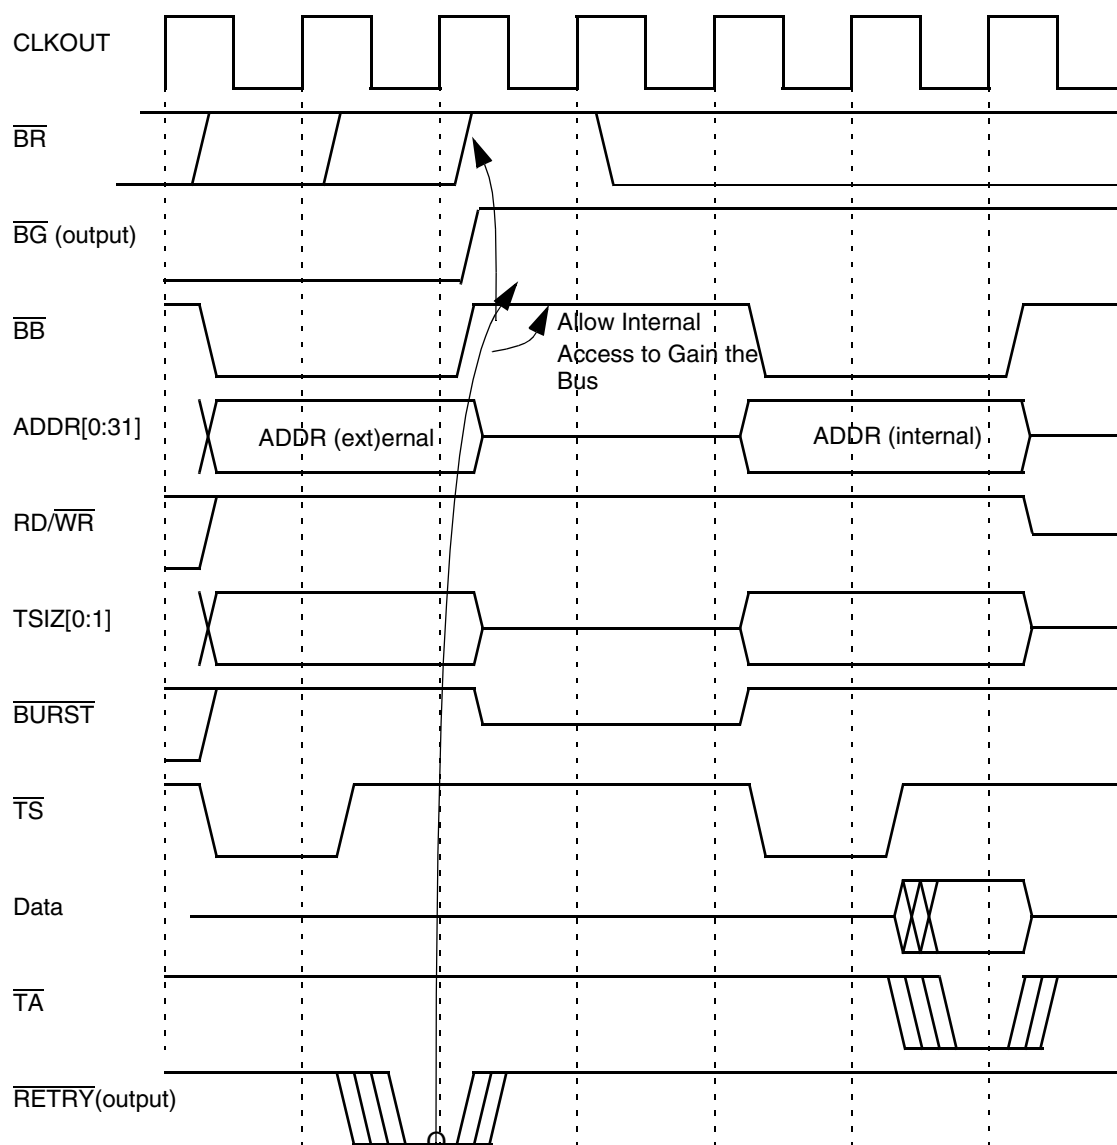 CLKOUT
BR
BG (output)
BB
Allow Internal
Access to Gain the
Bus
ADDR[0:31]
ADDR (ext)ernal
ADDR (internal)
RD/WR
TSIZ[0:1]
BURST
TS
Data
TA
RETRY(output)